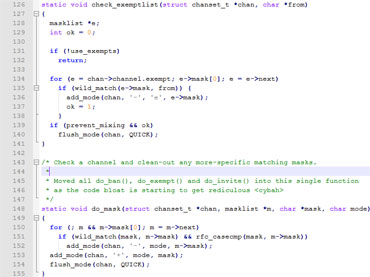 126 static void check_exemptlist(struct chanset_t *chan, char *from)
127 {
128 masklist *e;
129 int ok = 0;
130
131 if (!use_exempts)
132 return;
133
134 for (e = chan->channel.exempt; e->mask[0]; e = e->next)
135 if (wild_match(e->mask, from)) {
136 add_mode(chan, '-', 'e', e->mask);
137 ok = 1;
138 }
139 if (prevent_mixing && ok)
140 flush_mode(chan, QUICK);
141 }
142
143 /* Check a channel and clean-out any more-specific matching masks.
144 *
145 * Moved all do_ban(), do_exempt() and do_invite() into this single function
146 * as the code bloat is starting to get rediculous <cybah>
147 */
148 static void do_mask(struct chanset_t *chan, masklist *m, char *mask, char mode)
149 {
150 for (; m && m->mask[0]; m = m->next)
151 if (wild_match(mask, m->mask) && rfc_casecmp(mask, m->mask))
152 add_mode(chan, '-', mode, m->mask);
153 add_mode(chan, '+', mode, mask);
154 flush_mode(chan, QUICK);
155 }